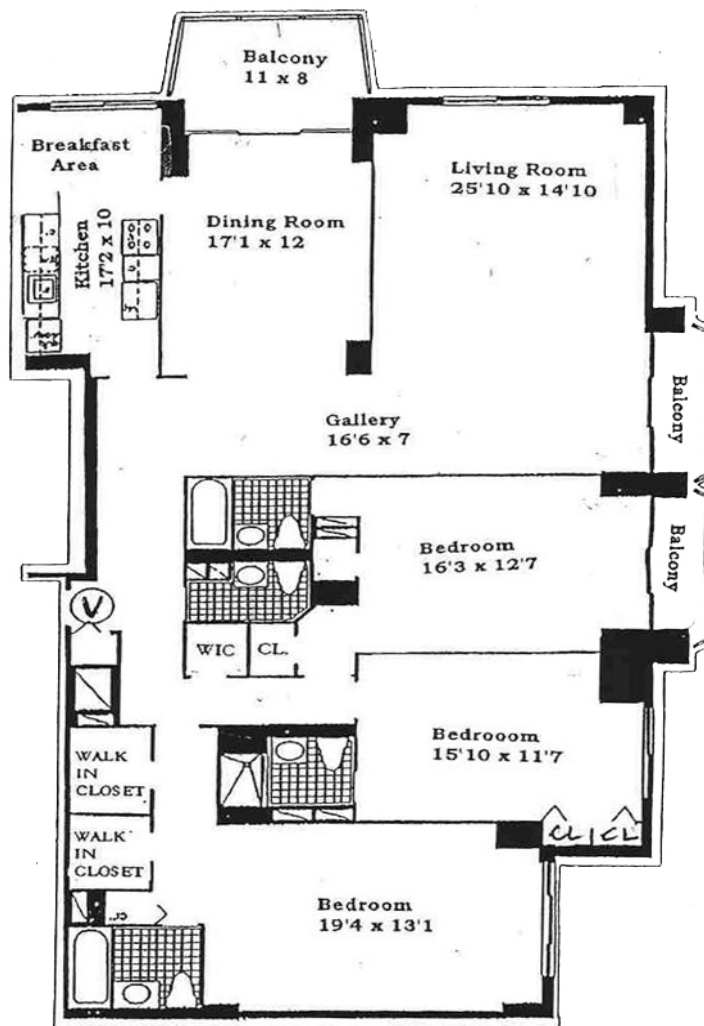 Balcony
11 x 8
Breakfast
Area
Living Room
25'10 x 14'10
Dining Room
17'1 x 12
Kitchen
17'2 x 10
Balcony
Gallery
16'6 x 7
Bedroom
16'3 x 12'7
Balcony
V
WIC
CL.
Bedrooom
15'10 x 11'7
WALK
IN
CLOSET
CL
CL
WALK
IN
CLOSET
Bedroom
19'4 x 13'1